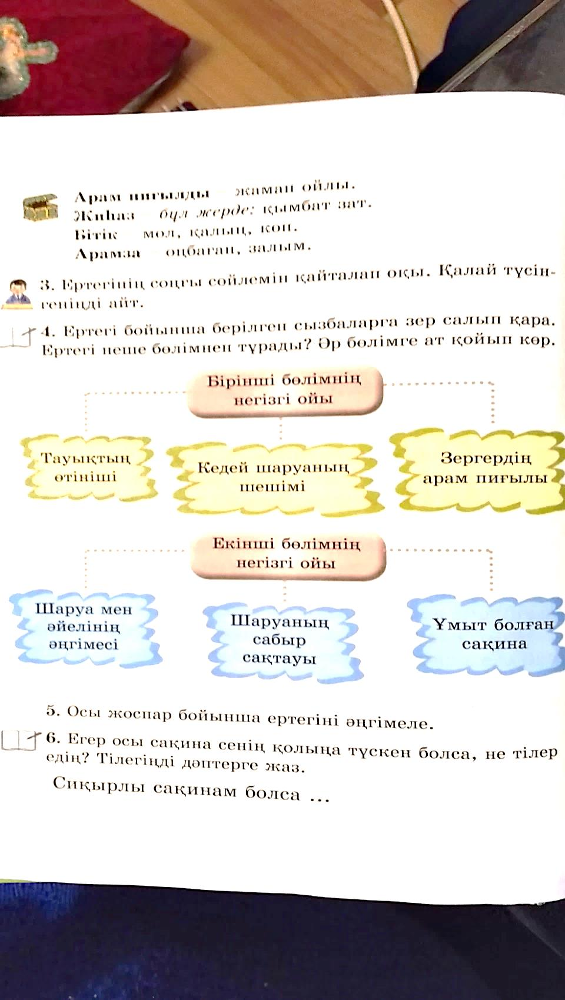 Арам пиғылды – жаман ойлы.
Жиһаз – бұл жерде: қымбат зат.
Бітік – мол, қалың, көп.
Арамза – оңбаған, залым.
3. Ертегінің соңғы сөйлемін қайталап оқы. Қалай түсін-
геніңді айт.
4. Ертегі бойынша берілген сызбаларға зер салып қара.
Ертегі неше бөлімнен тұрады? Әр бөлімге ат қойып көр.
Бірінші бөлімнің
негізгі ойы
Тауықтың
өтініші
Кедей шаруаның
шешімі
Зергердің
арам пиғылы
Екінші бөлімнің
негізгі ойы
Шаруа мен
әйелінің
әңгімесі
Шаруаның
сабыр
сақтауы
Ұмыт болған
сақина
5. Осы жоспар бойынша ертегіні әңгімеле.
6. Егер осы сақина сенің қолыңа түскен болса, не тілер
едің? Тілегіңді дәптерге жаз.
Сиқырлы сақинам болса ...